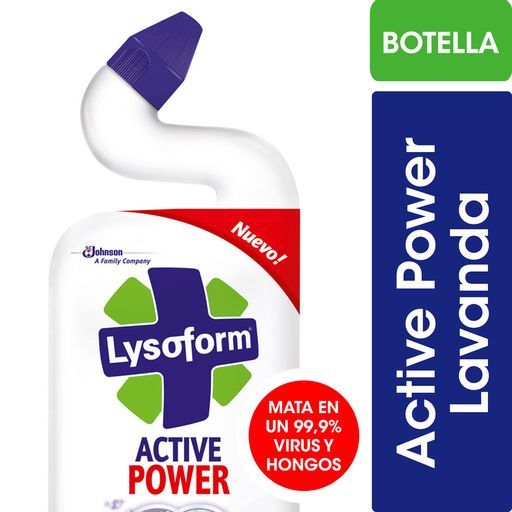 BOTELLA
Active Power
Lavanda
Nuevo!
SC Johnson
A Family Company
Lysoform®
ACTIVE
POWER
MATA EN
UN 99,9%
VIRUS Y
HONGOS